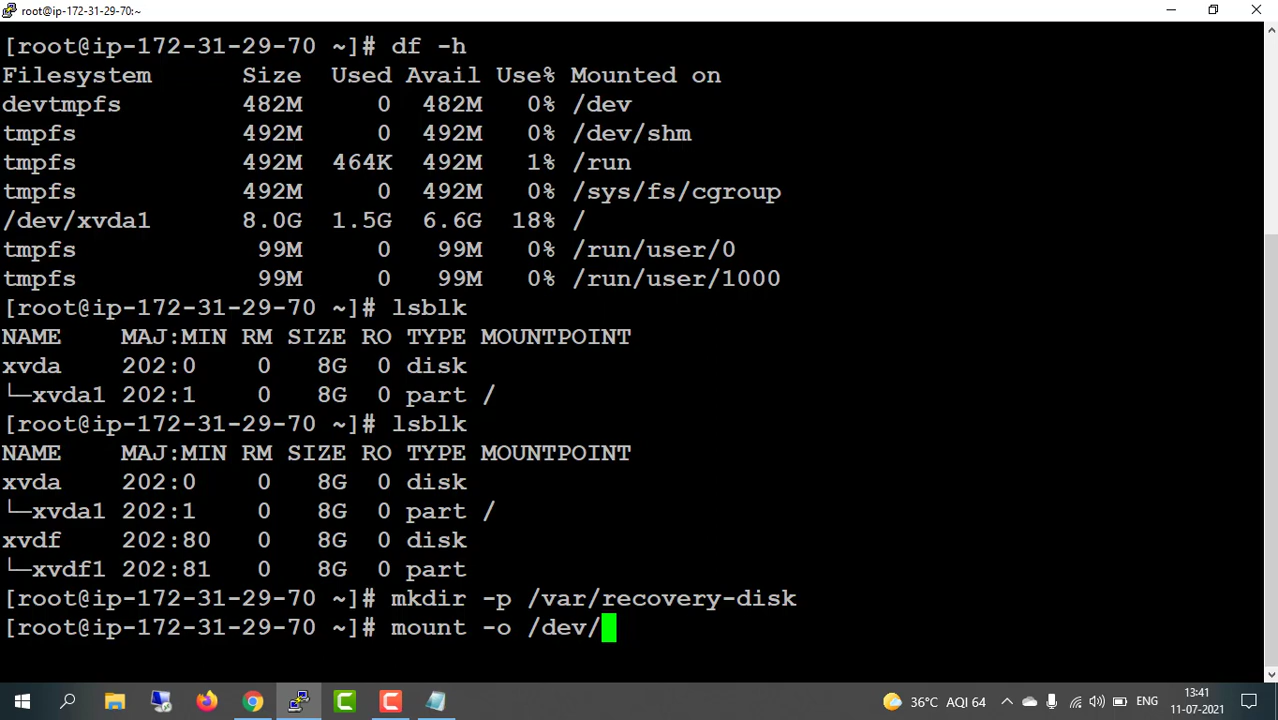 root@ip-172-31-29-70:~
[root@ip-172-31-29-70 ~]# df -h
Filesystem      Size  Used Avail Use% Mounted on
devtmpfs        482M     0  482M   0% /dev
tmpfs           492M     0  492M   0% /dev/shm
tmpfs           492M  464K  492M   1% /run
tmpfs           492M     0  492M   0% /sys/fs/cgroup
/dev/xvda1      8.0G  1.5G  6.6G  18% /
tmpfs            99M     0   99M   0% /run/user/0
tmpfs            99M     0   99M   0% /run/user/1000
[root@ip-172-31-29-70 ~]# lsblk
NAME    MAJ:MIN RM SIZE RO TYPE MOUNTPOINT
xvda    202:0    0   8G  0 disk
└─xvda1 202:1    0   8G  0 part /
[root@ip-172-31-29-70 ~]# lsblk
NAME    MAJ:MIN RM SIZE RO TYPE MOUNTPOINT
xvda    202:0    0   8G  0 disk
└─xvda1 202:1    0   8G  0 part /
xvdf    202:80   0   8G  0 disk
└─xvdf1 202:81   0   8G  0 part
[root@ip-172-31-29-70 ~]# mkdir -p /var/recovery-disk
[root@ip-172-31-29-70 ~]# mount -o /dev/
36°C AQI 64 ENG 13:41
11-07-2021